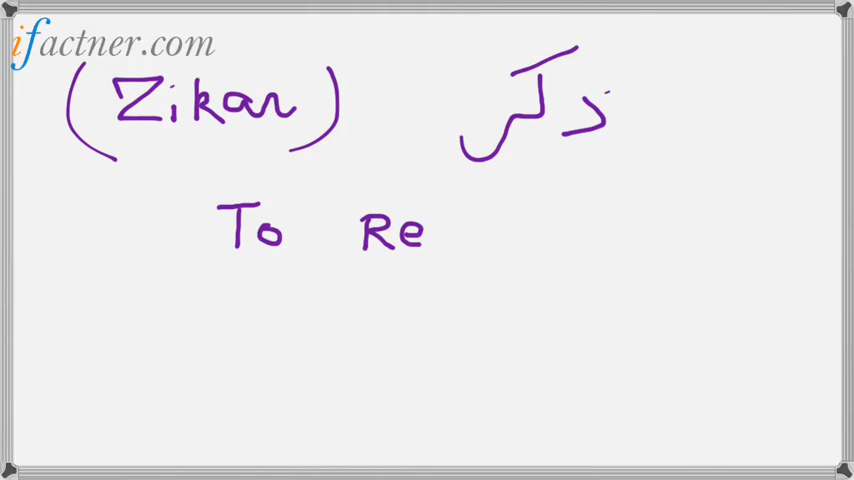 ifactner.com
(Zikar) ذکر
To Re